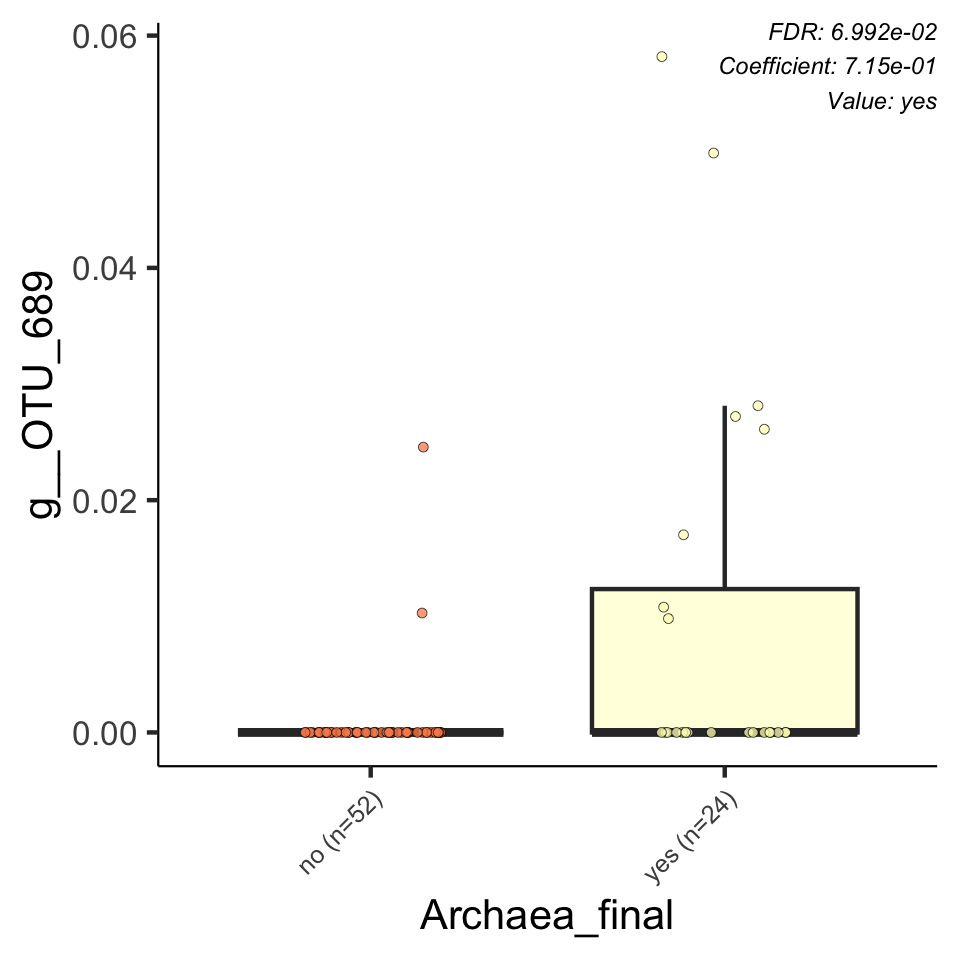 FDR: 6.992e-02
Coefficient: 7.15e-01
Value: yes
0.06
0.04
0.02
0.00
g__OTU_689
no (n=52)
yes (n=24)
Archaea_final